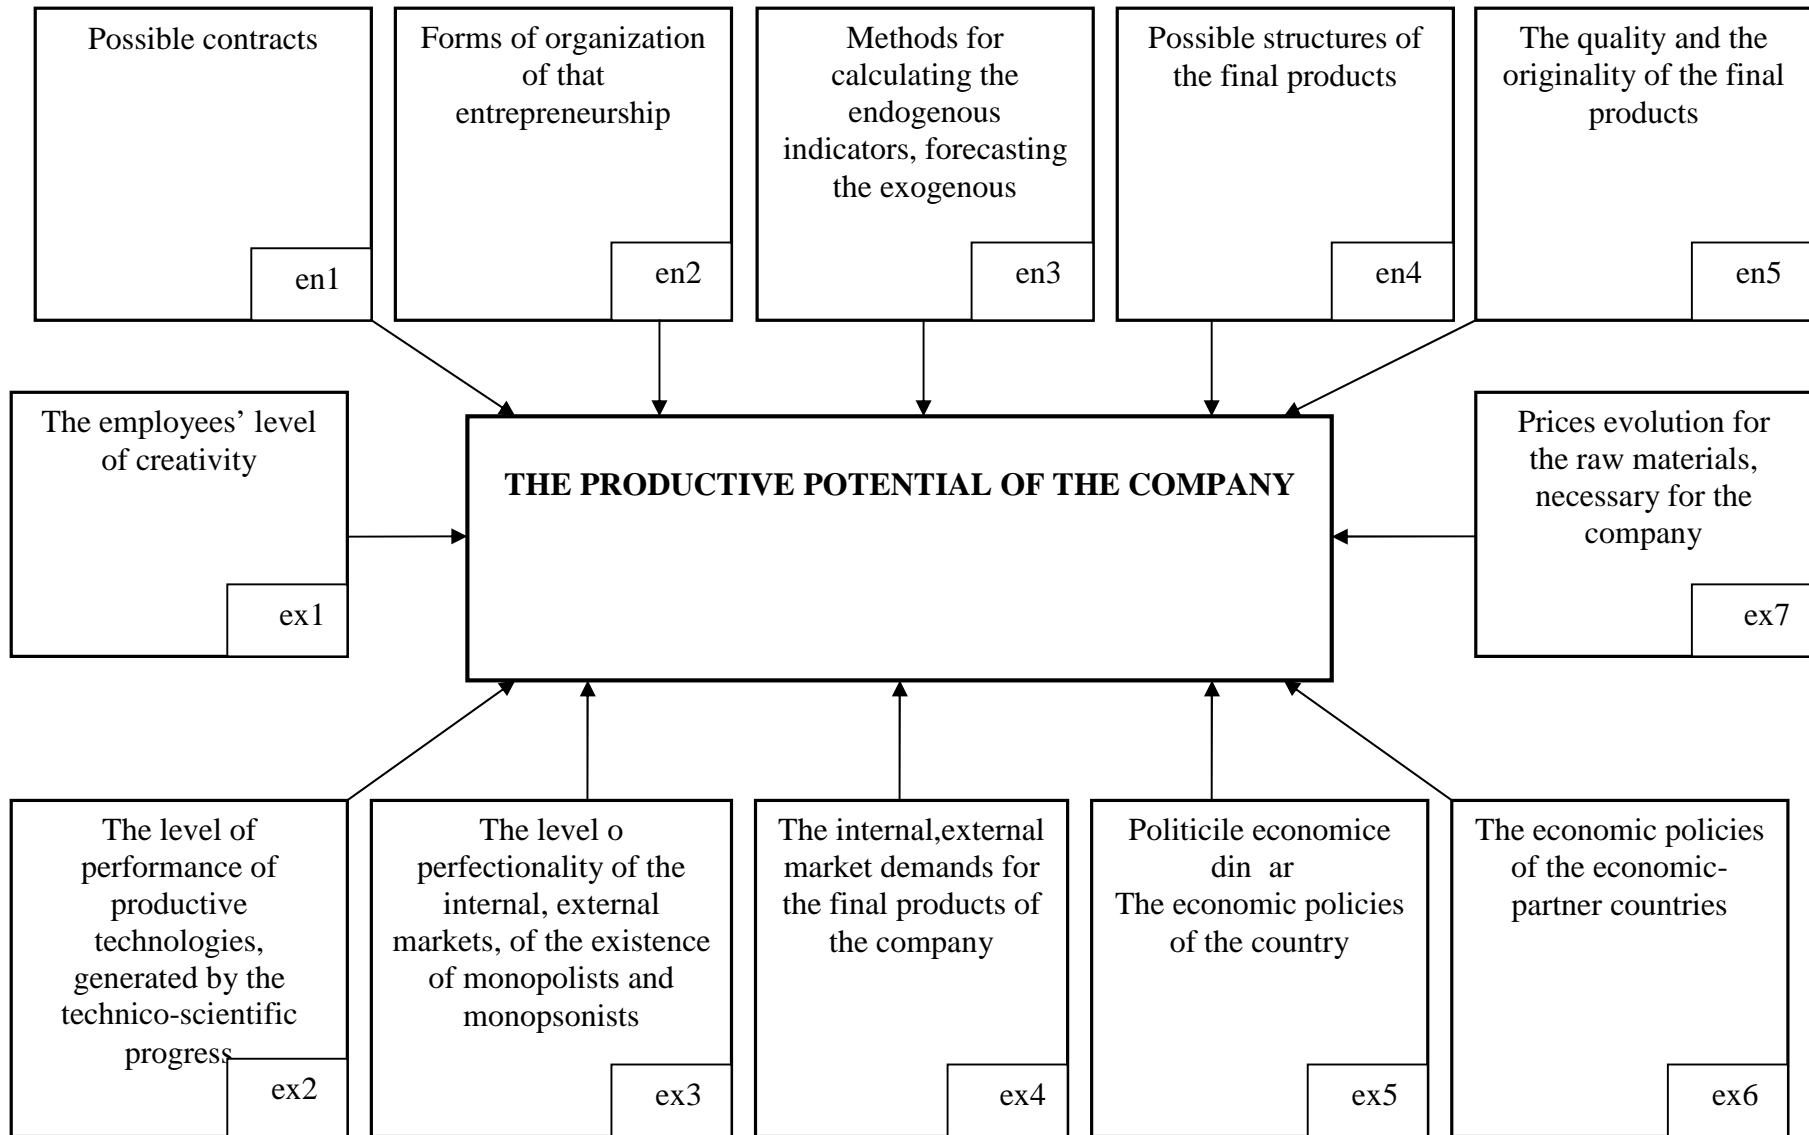 Possible contracts
en1
Forms of organization
of that
entrepreneurship
en2
Methods for
calculating the
endogenous
indicators, forecasting
the exogenous
en3
Possible structures of
the final products
en4
The quality and the
originality of the final
products
en5
The employees’ level
of creativity
ex1
THE PRODUCTIVE POTENTIAL OF THE COMPANY
Prices evolution for
the raw materials,
necessary for the
company
ex7
The level of
performance of
productive
technologies,
generated by the
technico-scientific
progress
ex2
The level o
perfectionality of the
internal, external
markets, of the existence
of monopolists and
monopsonists
ex3
The internal,external
market demands for
the final products of
the company
ex4
Politicile economice
din ar
The economic policies
of the country
ex5
The economic policies
of the economic-
partner countries
ex6